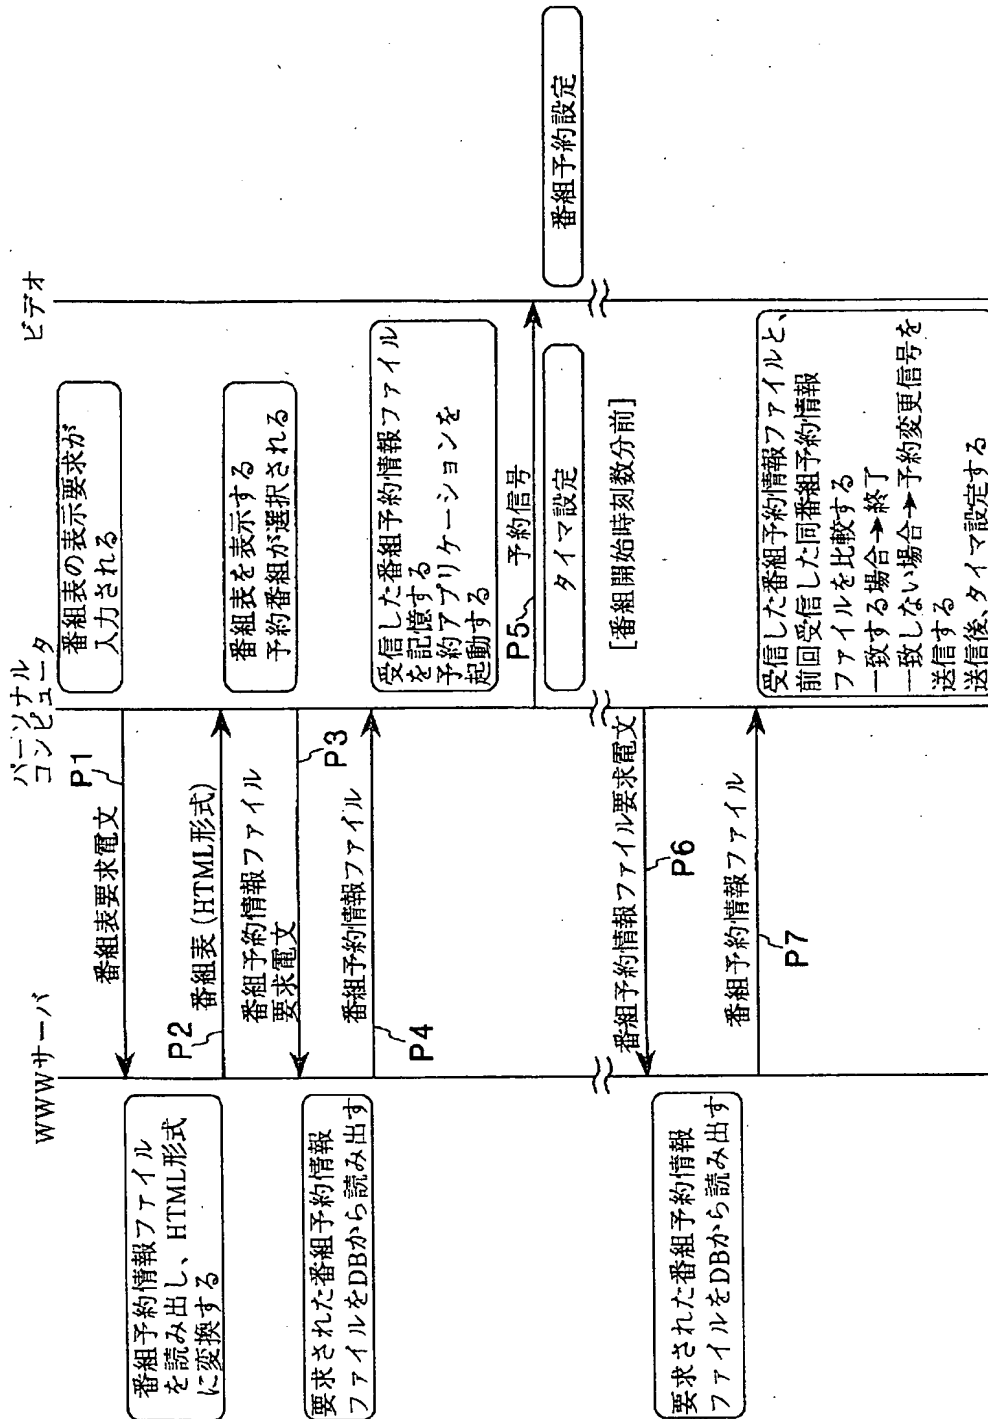 WWWサーバ
パーソナル
コンピュータ
ビデオ
番組表の表示要求が
入力される
P1
番組表要求電文
番組予約情報ファイル
を読み出し、HTML形式
に変換する
P2
番組表 (HTML形式)
番組表を表示する
予約番組が選択される
番組予約情報ファイル
要求電文
P3
要求された番組予約情報
ファイルをDBから読み出す
番組予約情報ファイル
P4
受信した番組予約情報ファイル
を記憶する
予約アプリケーションを
起動する
P5
予約信号
タイマ設定
番組予約設定
[番組開始時刻数分前]
番組予約情報ファイル要求電文
P6
要求された番組予約情報
ファイルをDBから読み出す
番組予約情報ファイル
P7
受信した番組予約情報ファイルと、
前回受信した同番組予約情報
ファイルを比較する
一致する場合→終了
一致しない場合→予約変更信号を
送信する
送信後、タイマ設定する